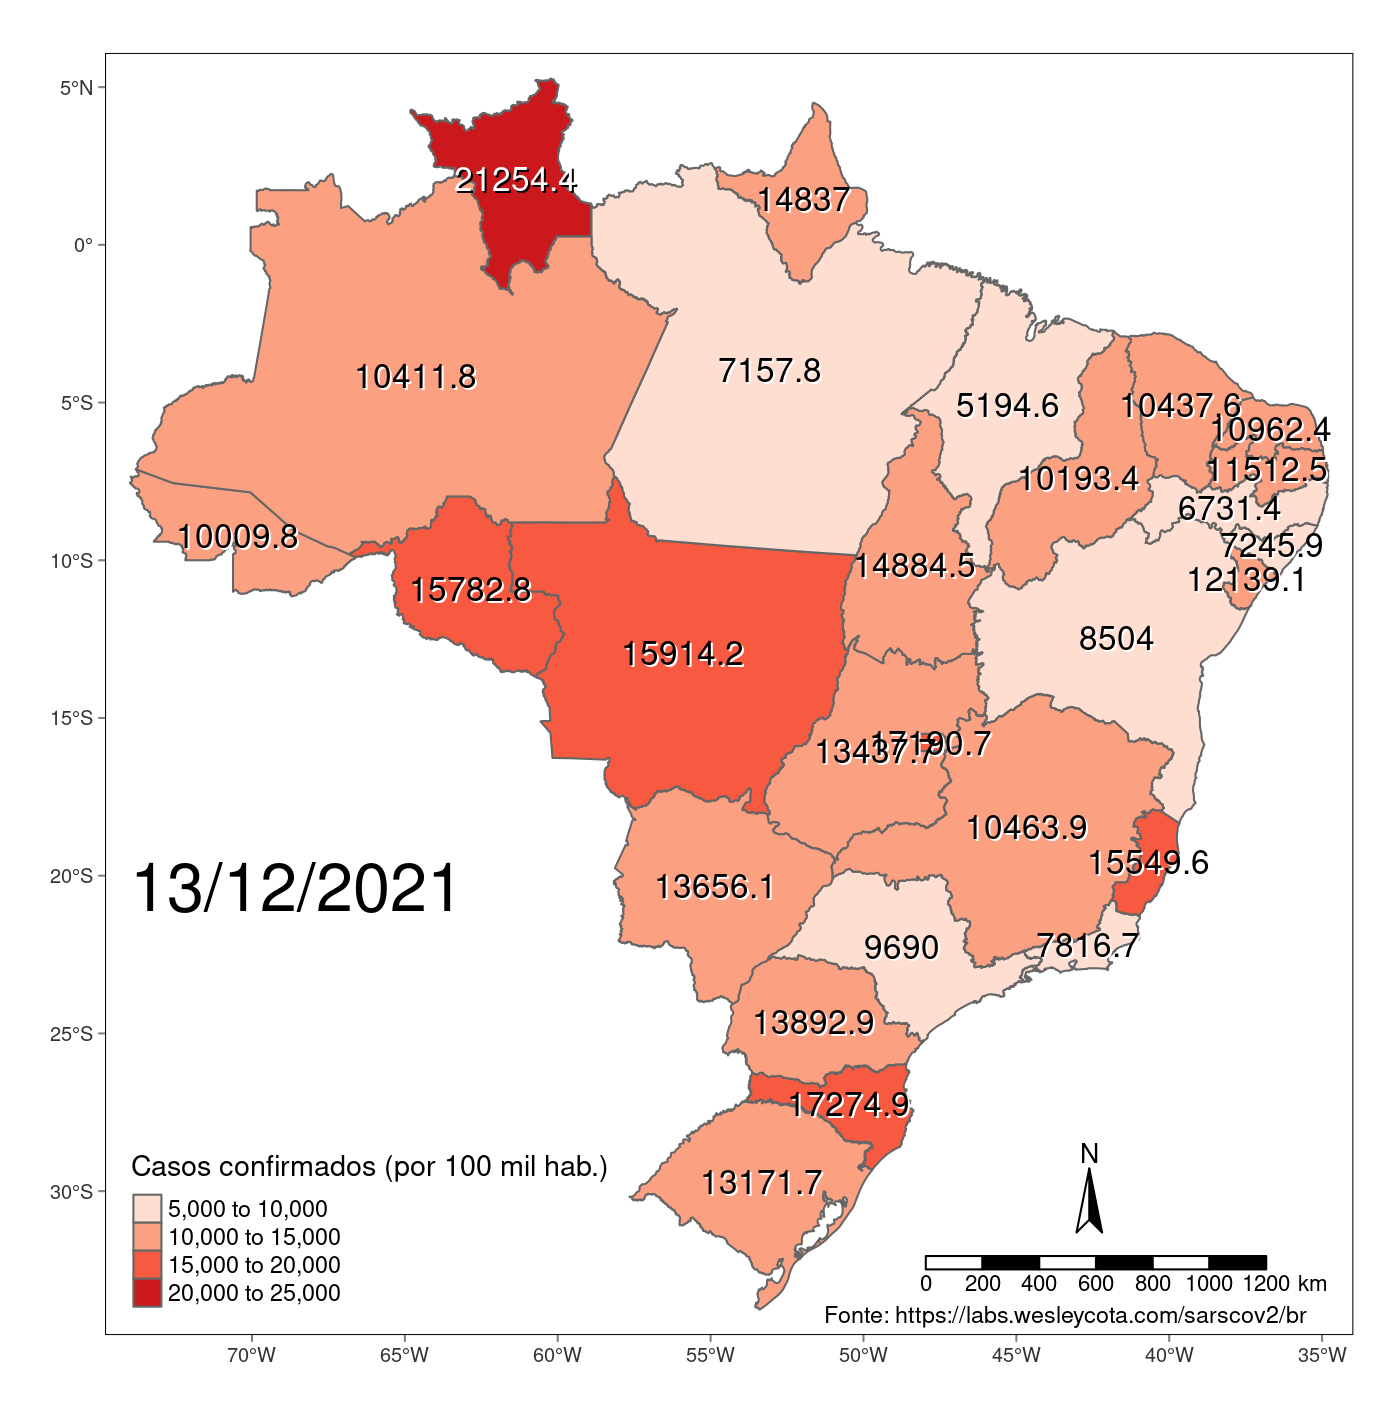 5°N
0°
5°S
10°S
15°S
20°S
25°S
30°S
21254.4
14837
10411.8
7157.8
5194.6
10437.6
10962.4
11512.5
10193.4
6731.4
7245.9
12139.1
10009.8
15782.8
14884.5
8504
15914.2
13437.7
17190.7
10463.9
15549.6
13656.1
7816.7
9690
13892.9
17274.9
13171.7
13/12/2021
Casos confirmados (por 100 mil hab.)
5,000 to 10,000
10,000 to 15,000
15,000 to 20,000
20,000 to 25,000
N
0 200 400 600 800 1000 1200 km
Fonte: https://labs.wesleycota.com/sarscov2/br
70°W 65°W 60°W 55°W 50°W 45°W 40°W 35°W